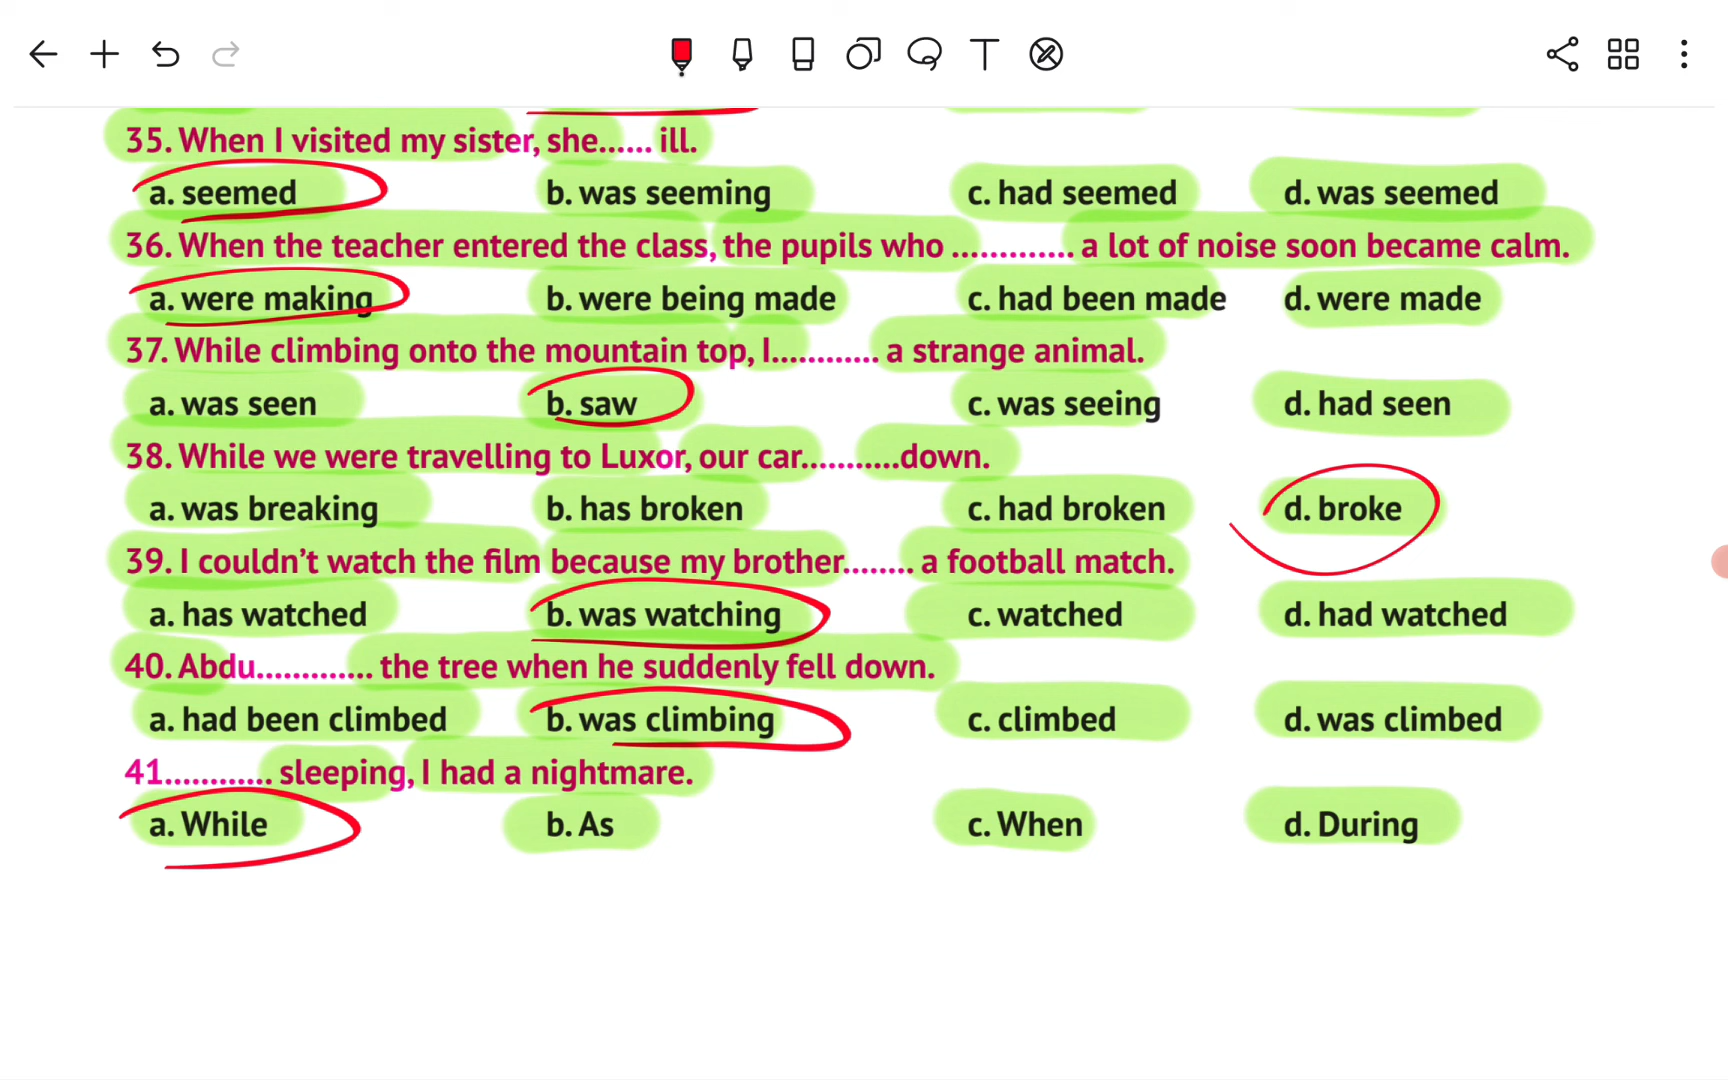 35. When I visited my sister, she...... ill.
a. seemed b. was seeming c. had seemed d. was seemed
36. When the teacher entered the class, the pupils who ............. a lot of noise soon became calm.
a. were making b. were being made c. had been made d. were made
37. While climbing onto the mountain top, I............ a strange animal.
a. was seen b. saw c. was seeing d. had seen
38. While we were travelling to Luxor, our car...........down.
a. was breaking b. has broken c. had broken d. broke
39. I couldn’t watch the film because my brother........ a football match.
a. has watched b. was watching c. watched d. had watched
40. Abdu............. the tree when he suddenly fell down.
a. had been climbed b. was climbing c. climbed d. was climbed
41............ sleeping, I had a nightmare.
a. While b. As c. When d. During